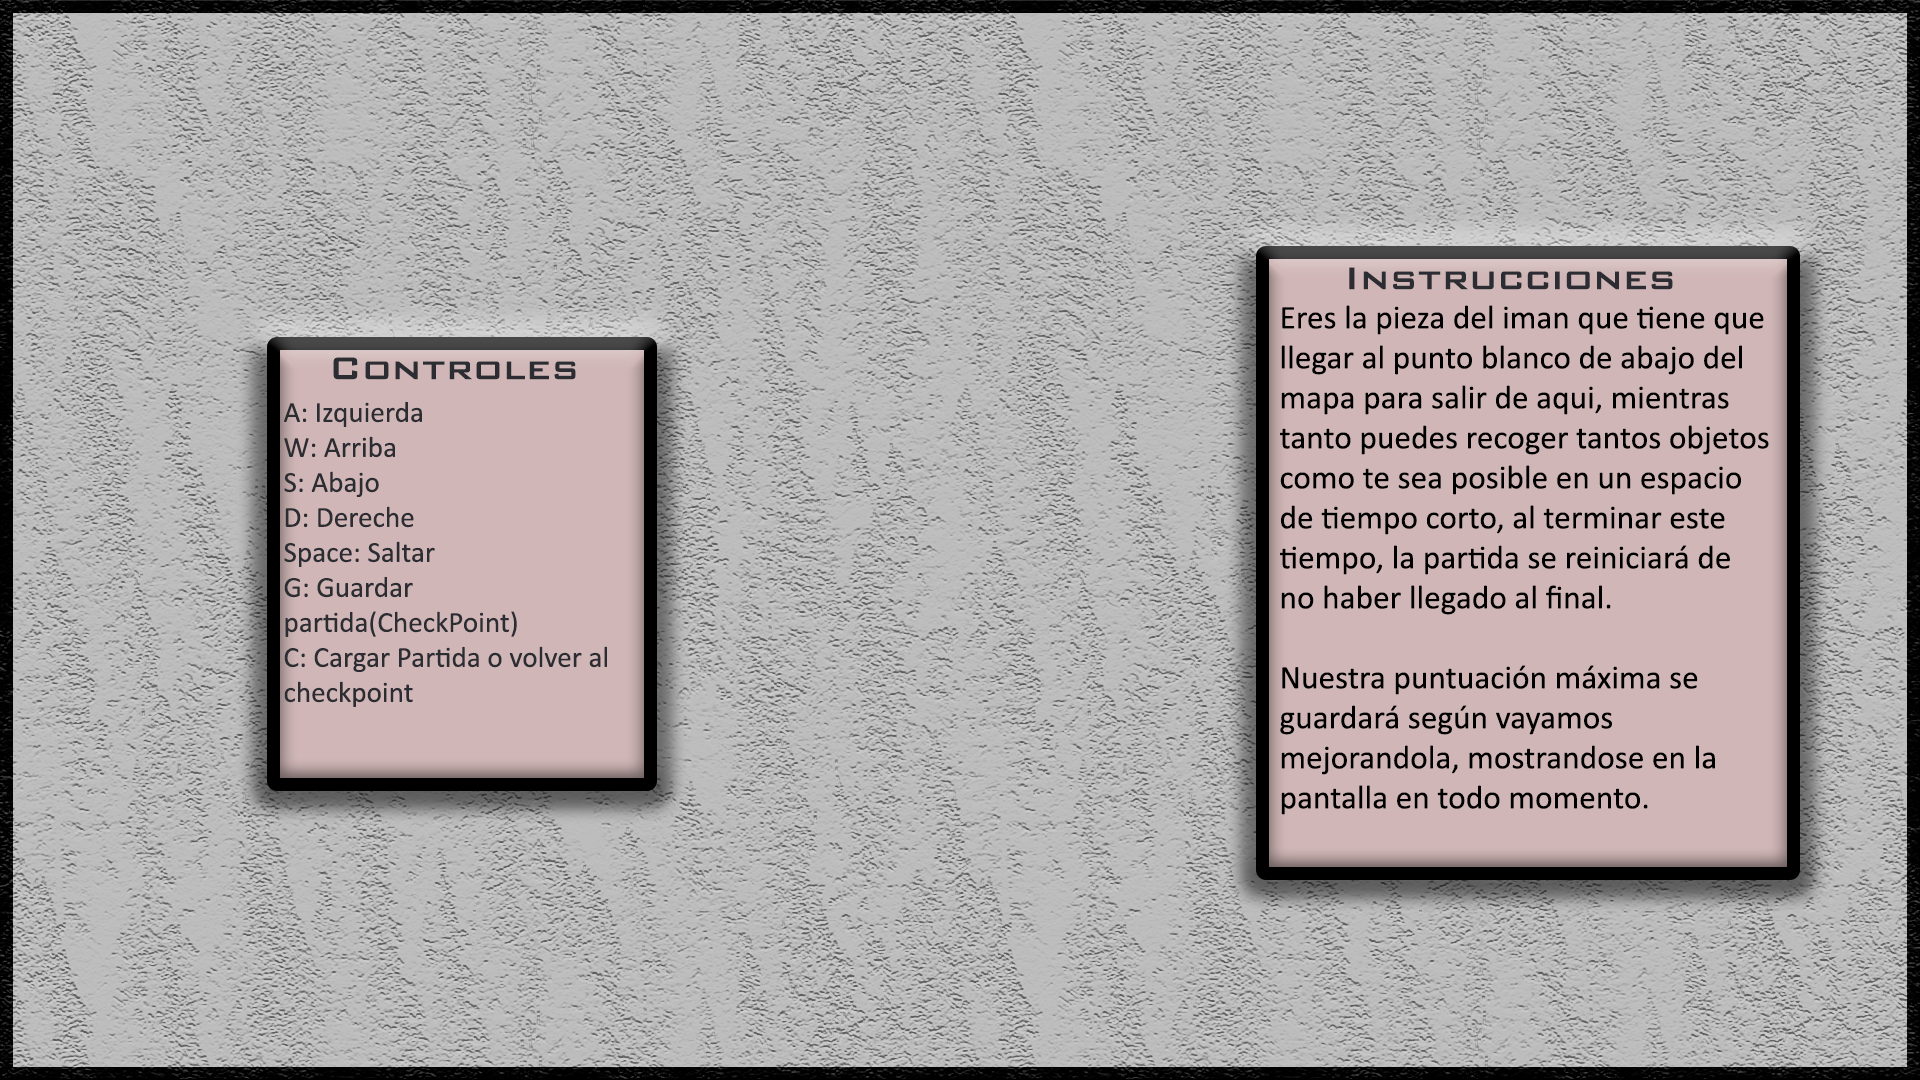 CONTROLES
A: Izquierda
W: Arriba
S: Abajo
D: Dereche
Space: Saltar
G: Guardar
partida(CheckPoint)
C: Cargar Partida o volver al
checkpoint
INSTRUCCIONES
Eres la pieza del iman que tiene que
llegar al punto blanco de abajo del
mapa para salir de aqui, mientras
tanto puedes recoger tantos objetos
como te sea posible en un espacio
de tiempo corto, al terminar este
tiempo, la partida se reiniciará de
no haber llegado al final.
Nuestra puntuación máxima se
guardará según vayamos
mejorandola, mostrandose en la
pantalla en todo momento.